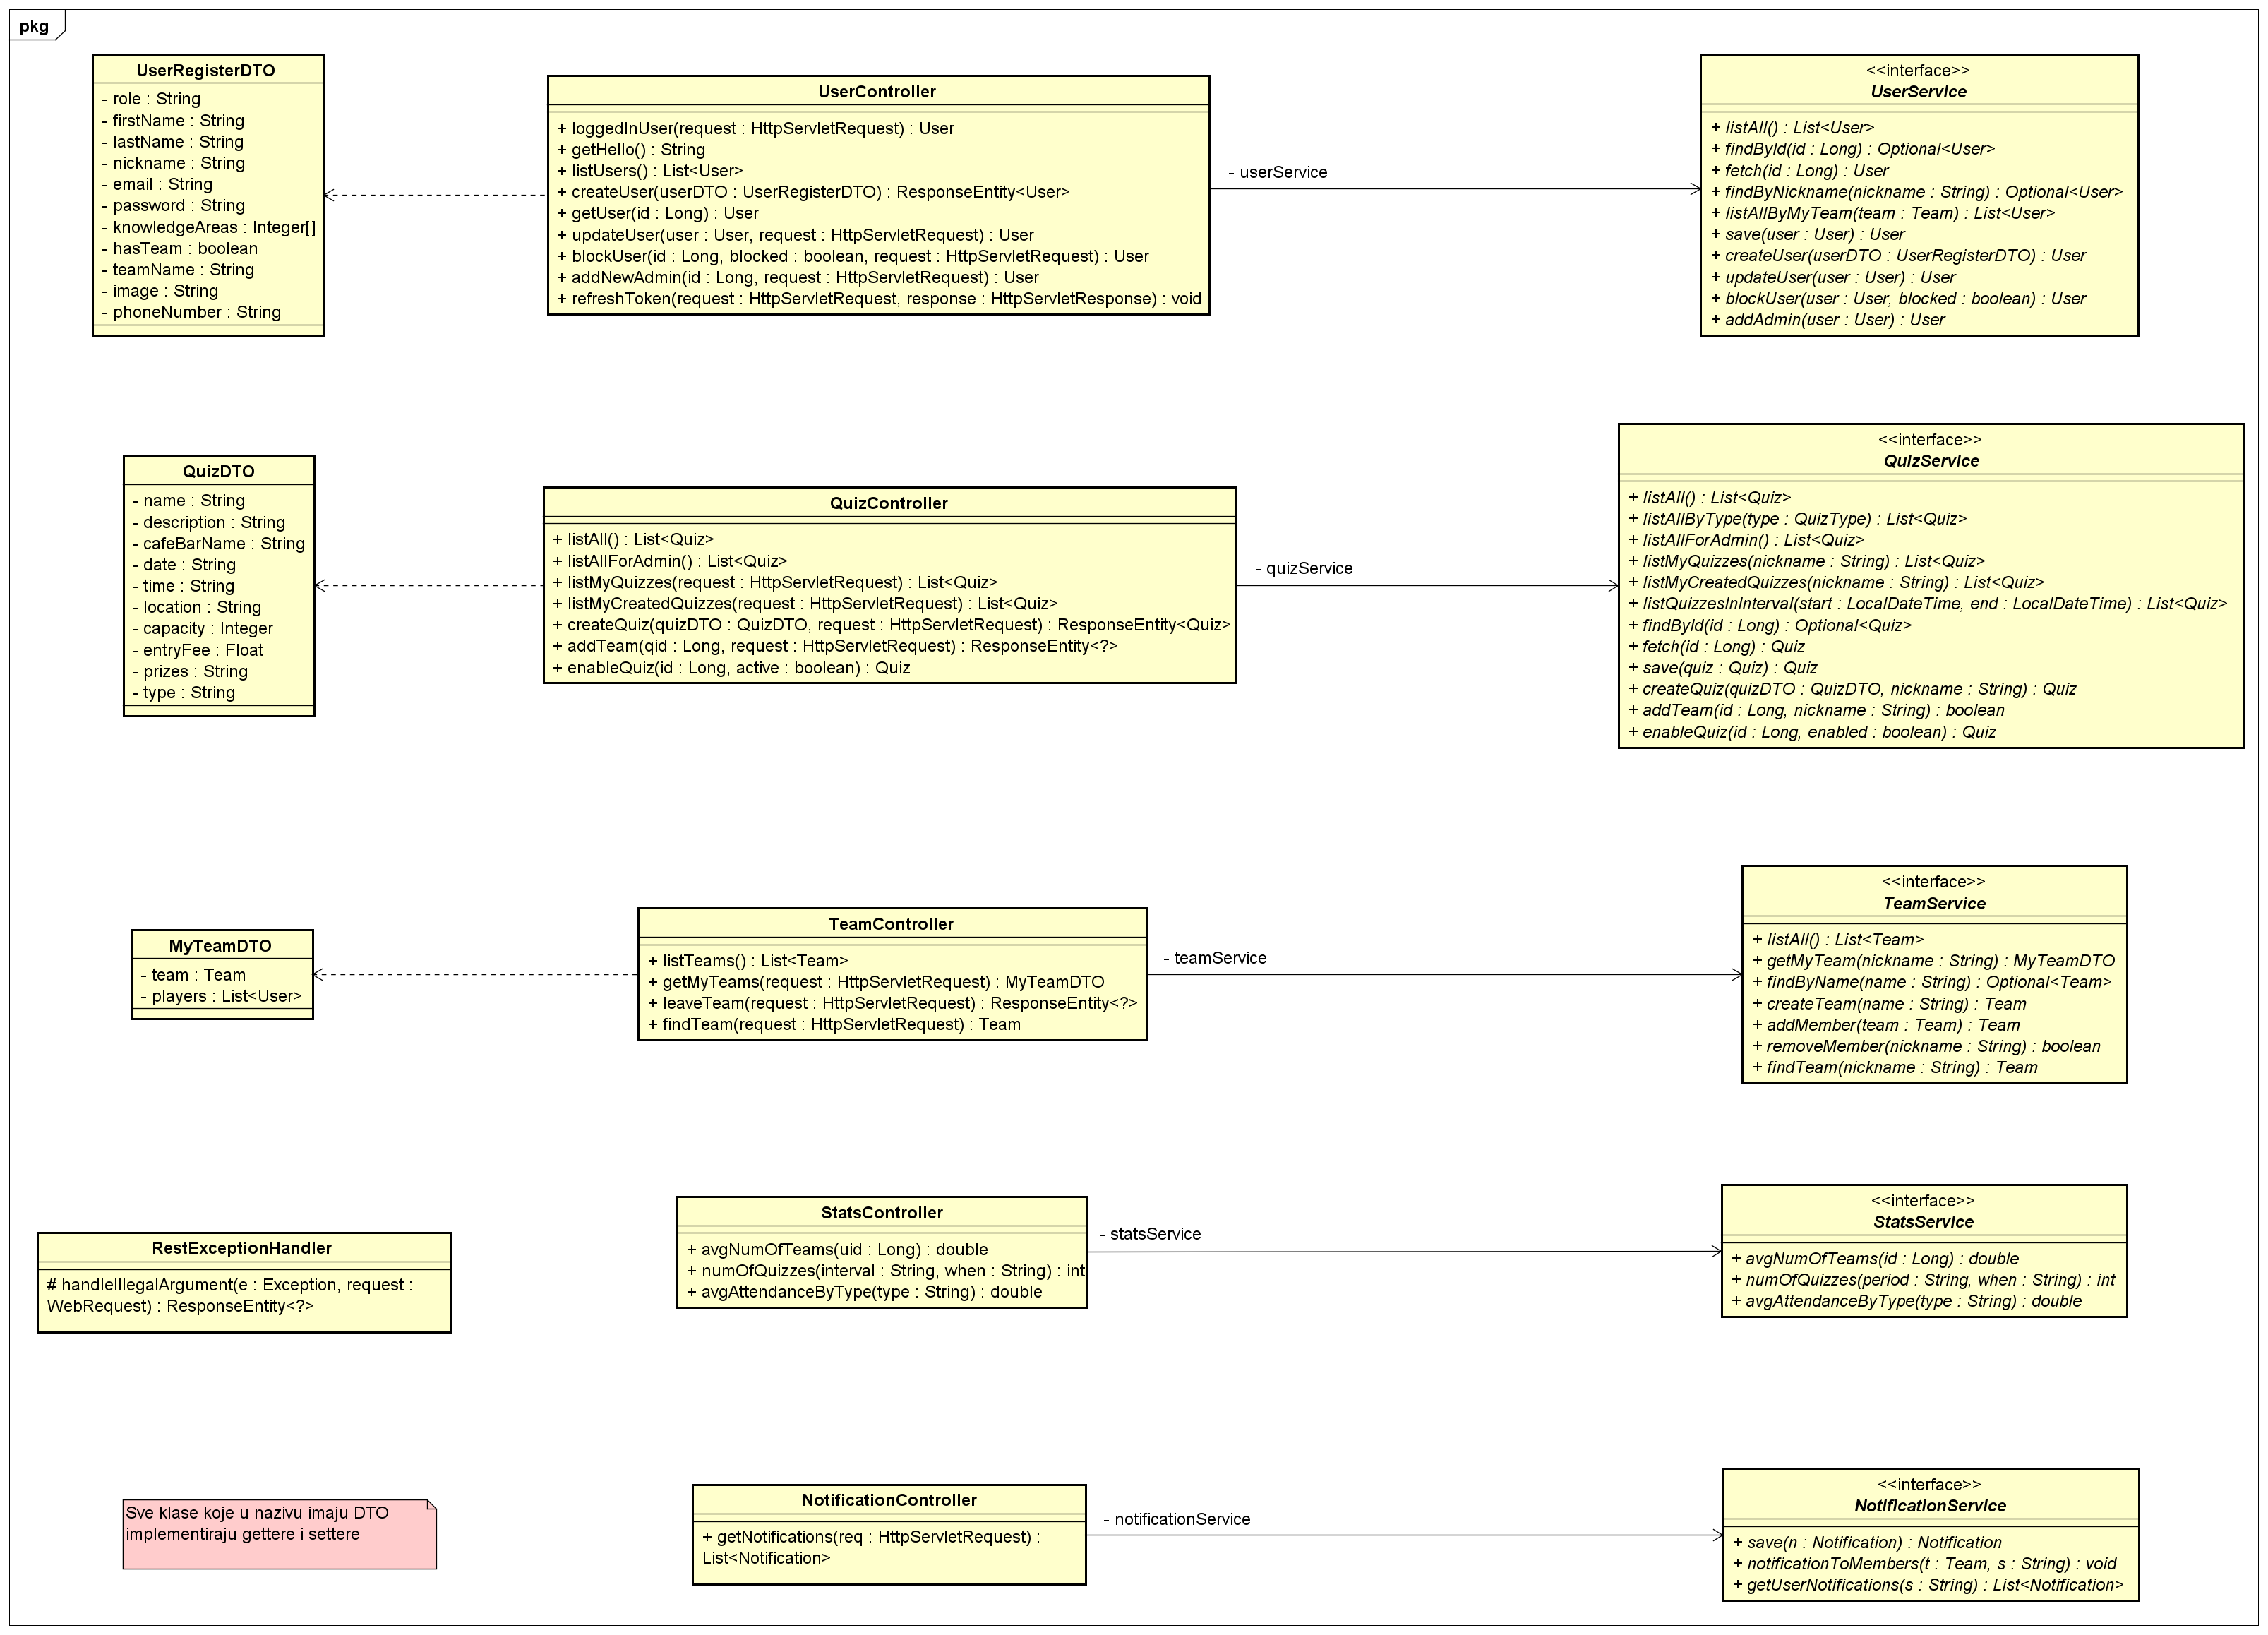 pkg
UserRegisterDTO
- role : String
- firstName : String
- lastName : String
- nickname : String
- email : String
- password : String
- knowledgeAreas : Integer[]
- hasTeam : boolean
- teamName : String
- image : String
- phoneNumber : String
UserController
+ loggedInUser(request : HttpServletRequest) : User
+ getHello() : String
+ listUsers() : List<User>
+ createUser(userDTO : UserRegisterDTO) : ResponseEntity<User>
+ getUser(id : Long) : User
+ updateUser(user : User, request : HttpServletRequest) : User
+ blockUser(id : Long, blocked : boolean, request : HttpServletRequest) : User
+ addNewAdmin(id : Long, request : HttpServletRequest) : User
+ refreshToken(request : HttpServletRequest, response : HttpServletResponse) : void
- userService
<<interface>>
UserService
+ listAll() : List<User>
+ findById(id : Long) : Optional<User>
+ fetch(id : Long) : User
+ findByNickname(nickname : String) : Optional<User>
+ listAllByMyTeam(team : Team) : List<User>
+ save(user : User) : User
+ createUser(userDTO : UserRegisterDTO) : User
+ updateUser(user : User) : User
+ blockUser(user : User, blocked : boolean) : User
+ addAdmin(user : User) : User
QuizDTO
- name : String
- description : String
- cafeBarName : String
- date : String
- time : String
- location : String
- capacity : Integer
- entryFee : Float
- prizes : String
- type : String
QuizController
+ listAll() : List<Quiz>
+ listAllForAdmin() : List<Quiz>
+ listMyQuizzes(request : HttpServletRequest) : List<Quiz>
+ listMyCreatedQuizzes(request : HttpServletRequest) : List<Quiz>
+ createQuiz(quizDTO : QuizDTO, request : HttpServletRequest) : ResponseEntity<Quiz>
+ addTeam(qid : Long, request : HttpServletRequest) : ResponseEntity<?>
+ enableQuiz(id : Long, active : boolean) : Quiz
- quizService
<<interface>>
QuizService
+ listAll() : List<Quiz>
+ listAllByType(type : QuizType) : List<Quiz>
+ listAllForAdmin() : List<Quiz>
+ listMyQuizzes(nickname : String) : List<Quiz>
+ listMyCreatedQuizzes(nickname : String) : List<Quiz>
+ listQuizzesInInterval(start : LocalDateTime, end : LocalDateTime) : List<Quiz>
+ findById(id : Long) : Optional<Quiz>
+ fetch(id : Long) : Quiz
+ save(quiz : Quiz) : Quiz
+ createQuiz(quizDTO : QuizDTO, nickname : String) : Quiz
+ addTeam(id : Long, nickname : String) : boolean
+ enableQuiz(id : Long, enabled : boolean) : Quiz
MyTeamDTO
- team : Team
- players : List<User>
TeamController
+ listTeams() : List<Team>
+ getMyTeams(request : HttpServletRequest) : MyTeamDTO
+ leaveTeam(request : HttpServletRequest) : ResponseEntity<?>
+ findTeam(request : HttpServletRequest) : Team
- teamService
<<interface>>
TeamService
+ listAll() : List<Team>
+ getMyTeam(nickname : String) : MyTeamDTO
+ findByName(name : String) : Optional<Team>
+ createTeam(name : String) : Team
+ addMember(team : Team) : Team
+ removeMember(nickname : String) : boolean
+ findTeam(nickname : String) : Team
RestExceptionHandler
# handleIllegalArgument(e : Exception, request :
WebRequest) : ResponseEntity<?>
StatsController
+ avgNumOfTeams(uid : Long) : double
+ numOfQuizzes(interval : String, when : String) : int
+ avgAttendanceByType(type : String) : double
- statsService
<<interface>>
StatsService
+ avgNumOfTeams(id : Long) : double
+ numOfQuizzes(period : String, when : String) : int
+ avgAttendanceByType(type : String) : double
Sve klase koje u nazivu imaju DTO
implementiraju gettere i settere
NotificationController
+ getNotifications(req : HttpServletRequest) :
List<Notification>
- notificationService
<<interface>>
NotificationService
+ save(n : Notification) : Notification
+ notificationToMembers(t : Team, s : String) : void
+ getUserNotifications(s : String) : List<Notification>